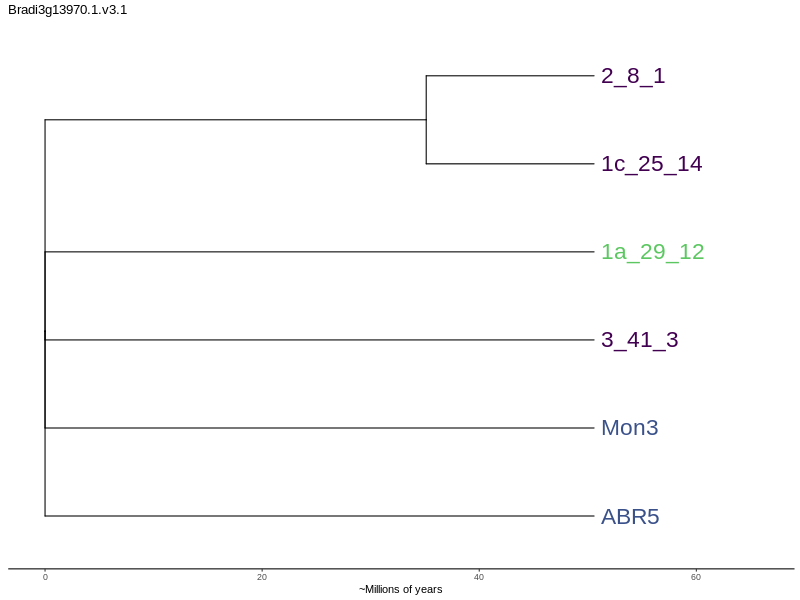 Bradi3g13970.1.v3.1
2_8_1
1c_25_14
1a_29_12
3_41_3
Mon3
ABR5
0 20 40 60
~Millions of years